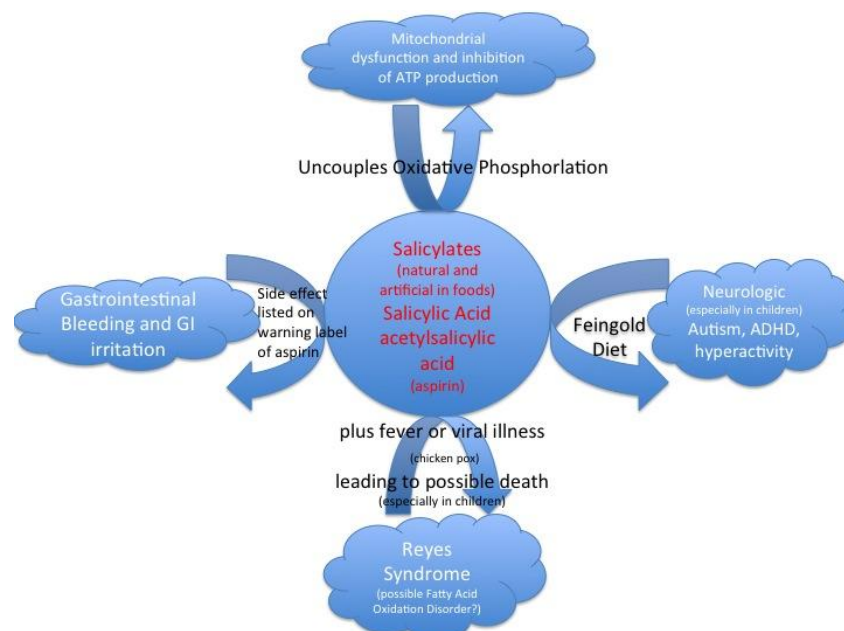 Mitochondrial
dysfunction and inhibition
of ATP production
Uncouples Oxidative Phosphorlation
Salicylates
(natural and
artificial in foods)
Salicylic Acid
acetylsalicylic
acid
(aspirin)
Gastrointestinal
Bleeding and GI
irritation
Side effect
listed on
warning label
of aspirin
Feingold
Diet
Neurologic
(especially in children)
Autism, ADHD,
hyperactivity
plus fever or viral illness
(chicken pox)
leading to possible death
(especially in children)
Reyes
Syndrome
(possible Fatty Acid
Oxidation Disorder?)